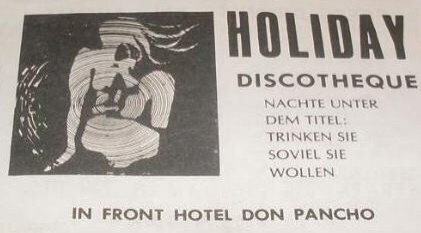 HOLIDAY
DISCOTHEQUE
NACHTE UNTER
DEM TITEL:
TRINKEN SIE
SOVIEL SIE
WOLLEN
IN FRONT HOTEL DON PANCHO